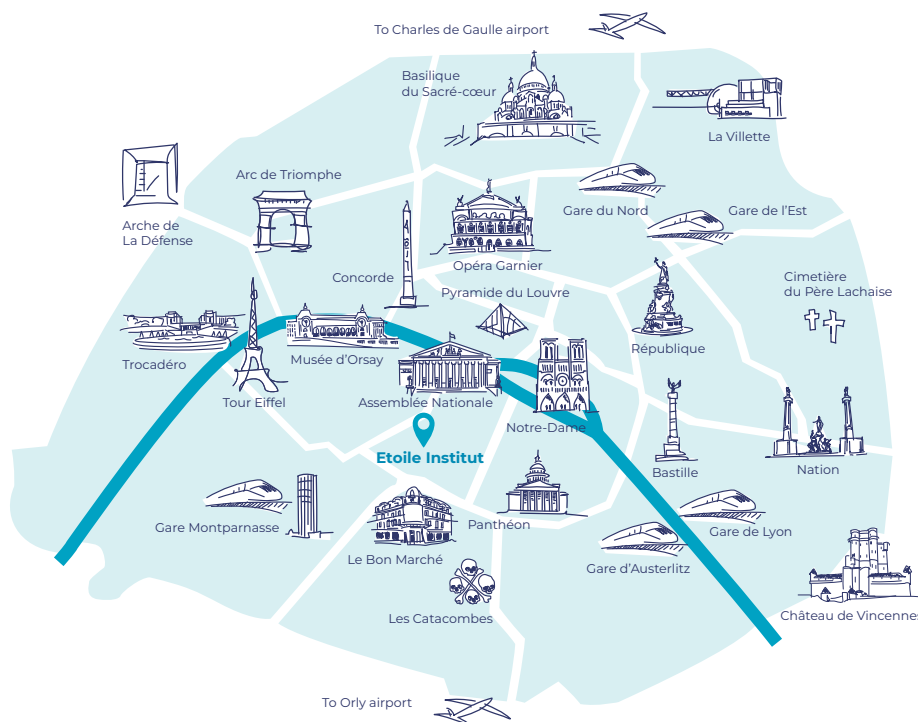 To Charles de Gaulle airport
Basilique
du Sacré-cœur
La Villette
Arc de Triomphe
Arche de
La Défense
Gare du Nord
Gare de l'Est
Opéra Garnier
Concorde
Pyramide du Louvre
Cimetière
du Père Lachaise
Trocadéro
Musée d'Orsay
République
Tour Eiffel
Assemblée Nationale
Notre-Dame
Etoile Institut
Bastille
Nation
Gare Montparnasse
Panthéon
Le Bon Marché
Gare de Lyon
Gare d'Austerlitz
Les Catacombes
Château de Vincennes
To Orly airport